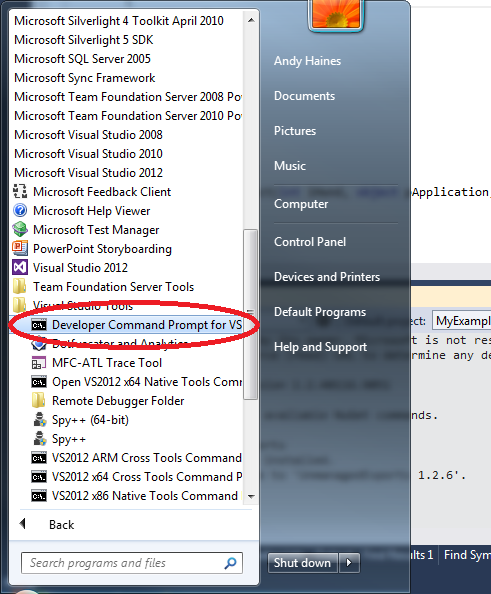 Microsoft Silverlight 4 Toolkit April 2010
Microsoft Silverlight 5 SDK
Microsoft SQL Server 2005
Microsoft Sync Framework
Microsoft Team Foundation Server 2008 Pov
Microsoft Team Foundation Server 2010 Pov
Microsoft Visual Studio 2008
Microsoft Visual Studio 2010
Microsoft Visual Studio 2012
Microsoft Feedback Client
Microsoft Help Viewer
Microsoft Test Manager
PowerPoint Storyboarding
Visual Studio 2012
Team Foundation Server Tools
Visual Studio Tools
Developer Command Prompt for VS
Dotfuscator and Analytics
MFC-ATL Trace Tool
Open VS2012 x64 Native Tools Comm
Remote Debugger Folder
Spy++ (64-bit)
Spy++
VS2012 ARM Cross Tools Command
VS2012 x64 Cross Tools Command P
VS2012 x86 Native Tools Command
Back
Search programs and files
Andy Haines
Documents
Pictures
Music
Computer
Control Panel
Devices and Printers
Default Programs
Help and Support
Shut down
Application,
MyExampl
t is not res
termine any de
commands.
1.2.6'.
Results 1
Find Sym